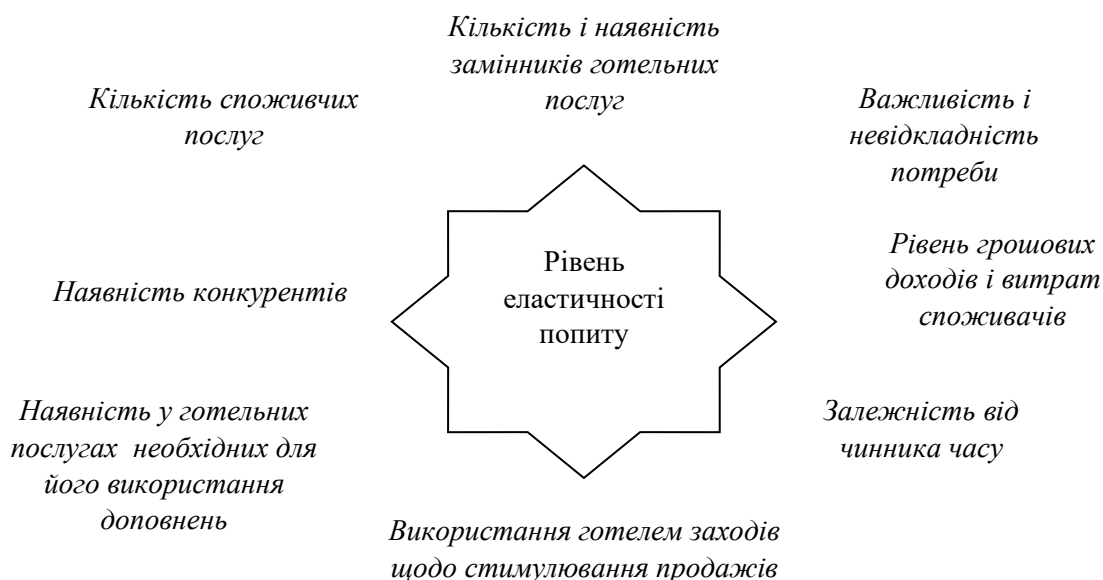 Кількість і наявність
замінників готельних
послуг
Кількість споживчих
послуг
Важливість і
невідкладність
потреби
Рівень
еластичності
попиту
Рівень грошових
доходів і витрат
споживачів
Наявність конкурентів
Наявність у готельних
послугах необхідних для
його використання
доповнень
Залежність від
чинника часу
Використання готелем заходів
щодо стимулювання продажів